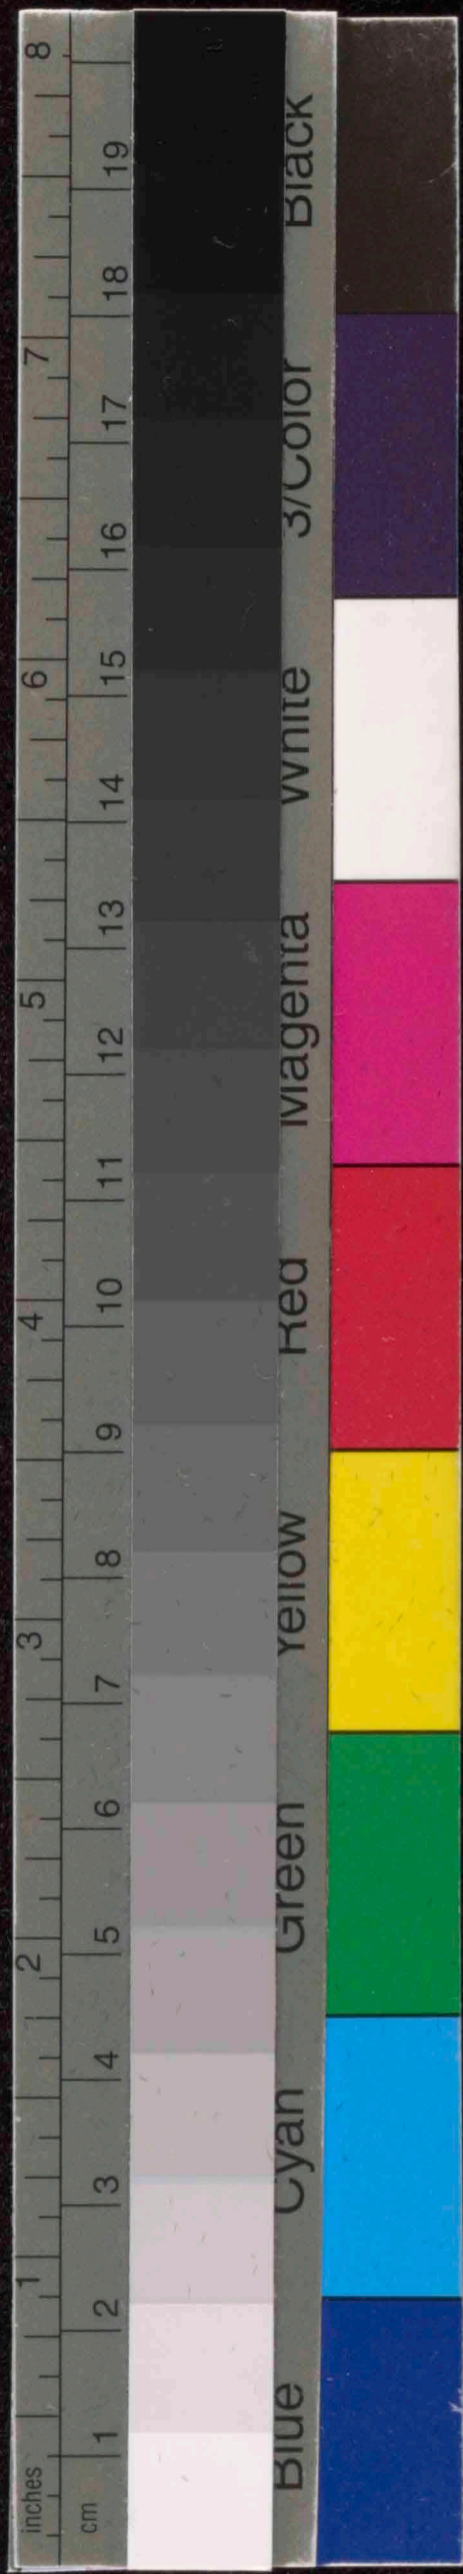 inches 1 2 3 4 5 6 7 8
cm 1 2 3 4 5 6 7 8 9 10 11 12 13 14 15 16 17 18 19
Blue Cyan Green Yellow Red Magenta White 3/Color Black